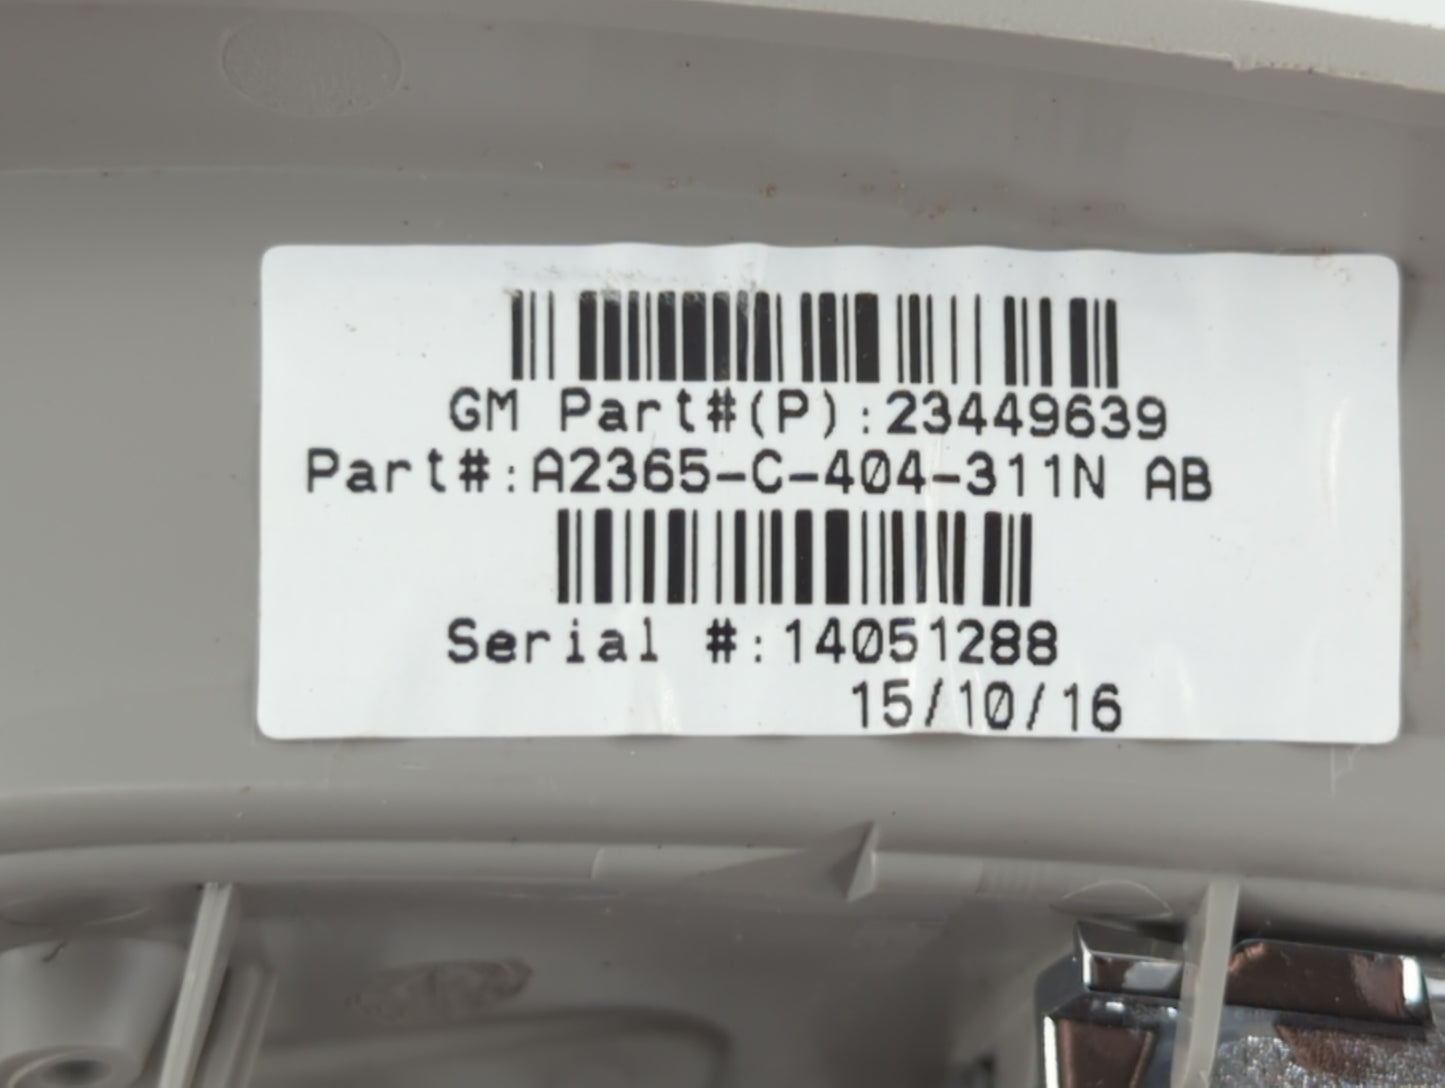 GM Part#(P):23449639
Part#:A2365-C-404-311N AB
Serial #:14051288
15/10/16